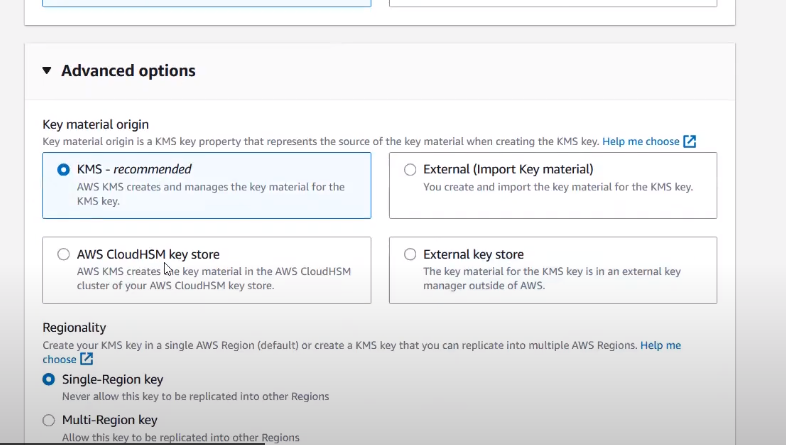 Advanced options
Key material origin
Key material origin is a KMS key property that represents the source of the key material when creating the KMS key. Help me choose
KMS - recommended
AWS KMS creates and manages the key material for the
KMS key.
External (Import Key material)
You create and import the key material for the KMS key.
AWS CloudHSM key store
AWS KMS creates the key material in the AWS CloudHSM
cluster of your AWS CloudHSM key store.
External key store
The key material for the KMS key is in an external key
manager outside of AWS.
Regionality
Create your KMS key in a single AWS Region (default) or create a KMS key that you can replicate into multiple AWS Regions. Help me
choose
Single-Region key
Never allow this key to be replicated into other Regions
Multi-Region key
Allow this key to be replicated into other Regions